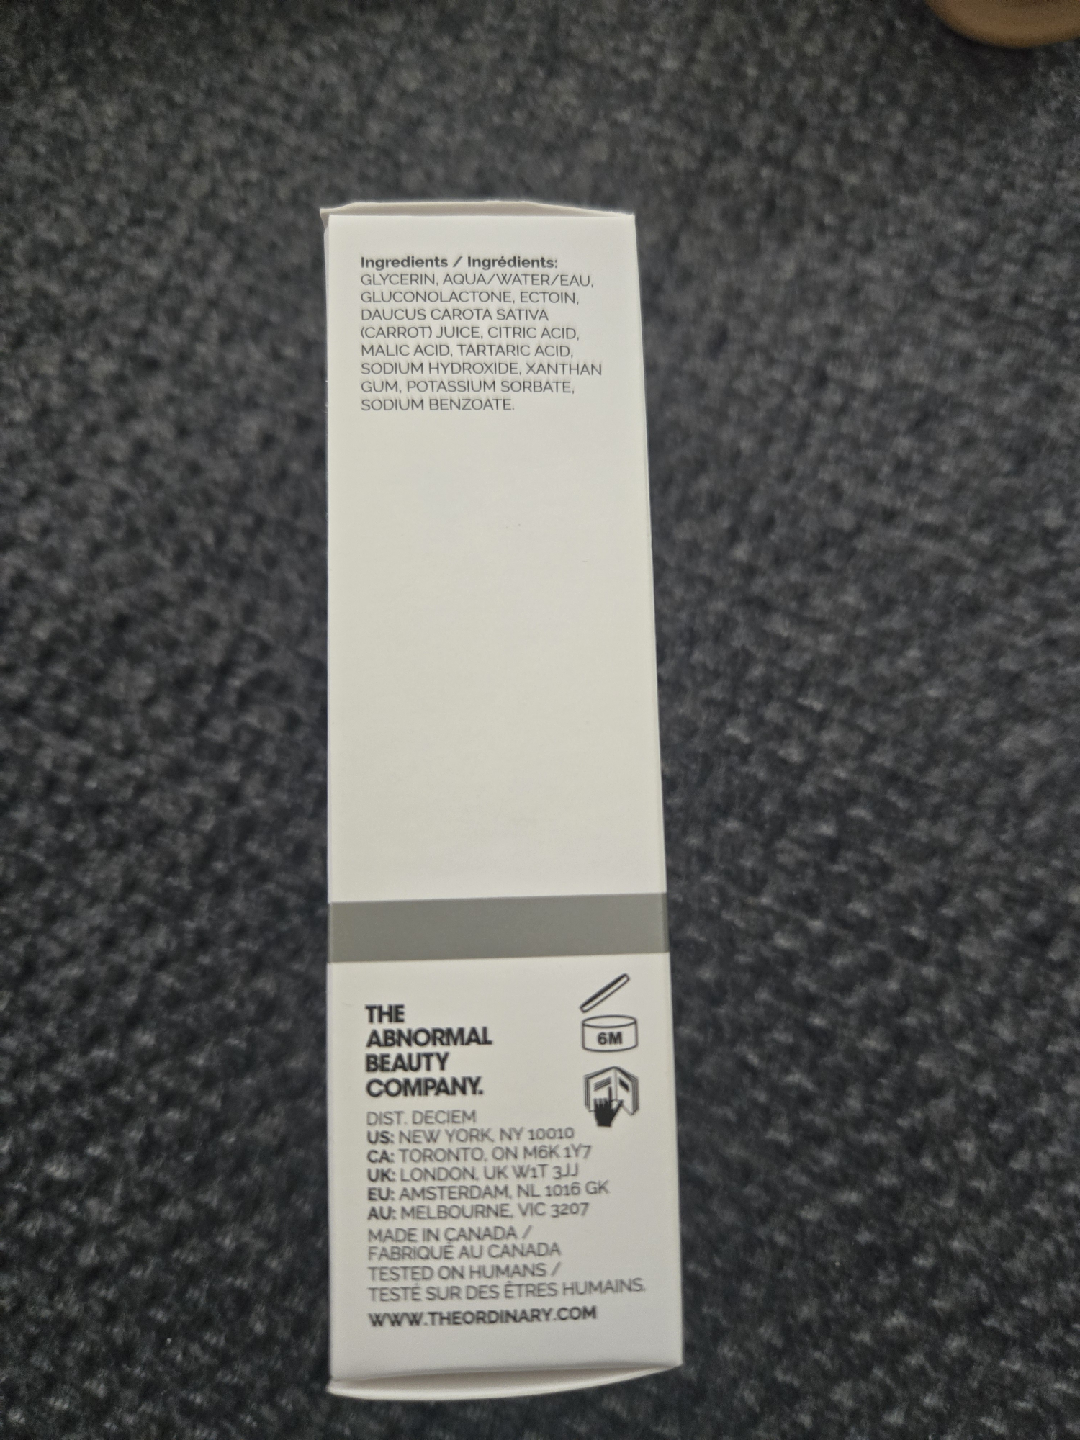 Ingredients / Ingrédients:
GLYCERIN, AQUA/WATER/EAU,
GLUCONOLACTONE, ECTOIN,
DAUCUS CAROTA SATIVA
(CARROT) JUICE, CITRIC ACID,
MALIC ACID, TARTARIC ACID,
SODIUM HYDROXIDE, XANTHAN
GUM, POTASSIUM SORBATE,
SODIUM BENZOATE.
THE
ABNORMAL
BEAUTY
COMPANY.
6M
DIST. DECIEM
US: NEW YORK, NY 10010
CA: TORONTO, ON M6K 1Y7
UK: LONDON, UK W1T 3JJ
EU: AMSTERDAM, NL 1016 GK
AU: MELBOURNE, VIC 3207
MADE IN CANADA /
FABRIQUÉ AU CANADA
TESTED ON HUMANS /
TESTÉ SUR DES ÊTRES HUMAINS.
WWW.THEORDINARY.COM